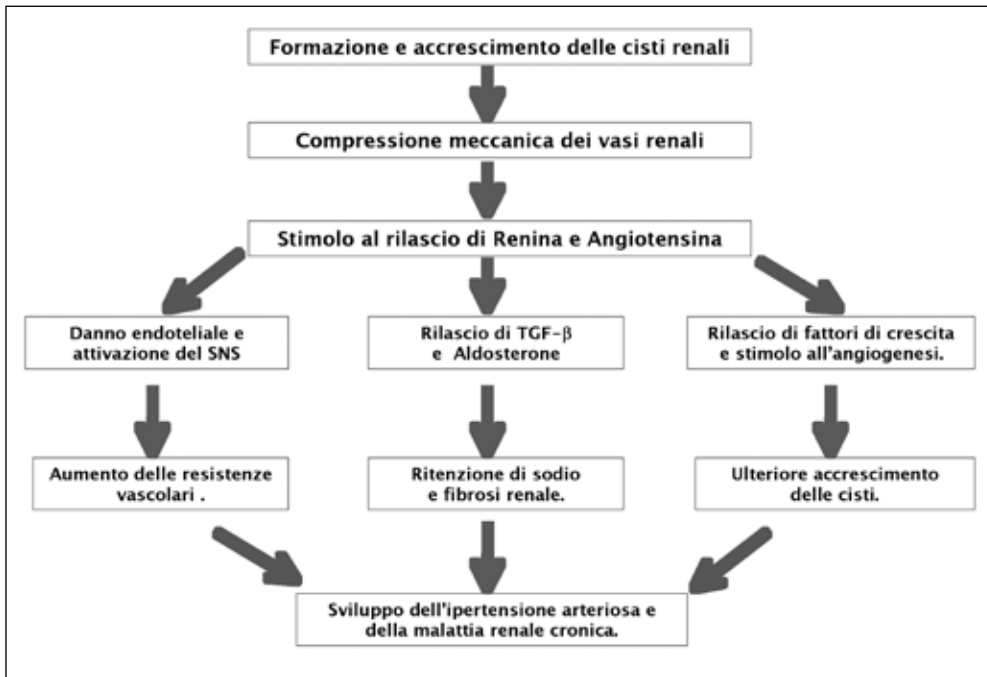 Formazione e accrescimento delle cisti renali
Compressione meccanica dei vasi renali
Stimolo al rilascio di Renina e Angiotensina
Danno endoteliale e
attivazione del SNS
Rilascio di TGF-β
e Aldosterone
Rilascio di fattori di crescita
e stimolo all'angiogenesi.
Aumento delle resistenze
vascolari .
Ritenzione di sodio
e fibrosi renale.
Ulteriore accrescimento
delle cisti.
Sviluppo dell'ipertensione arteriosa e
della malattia renale cronica.